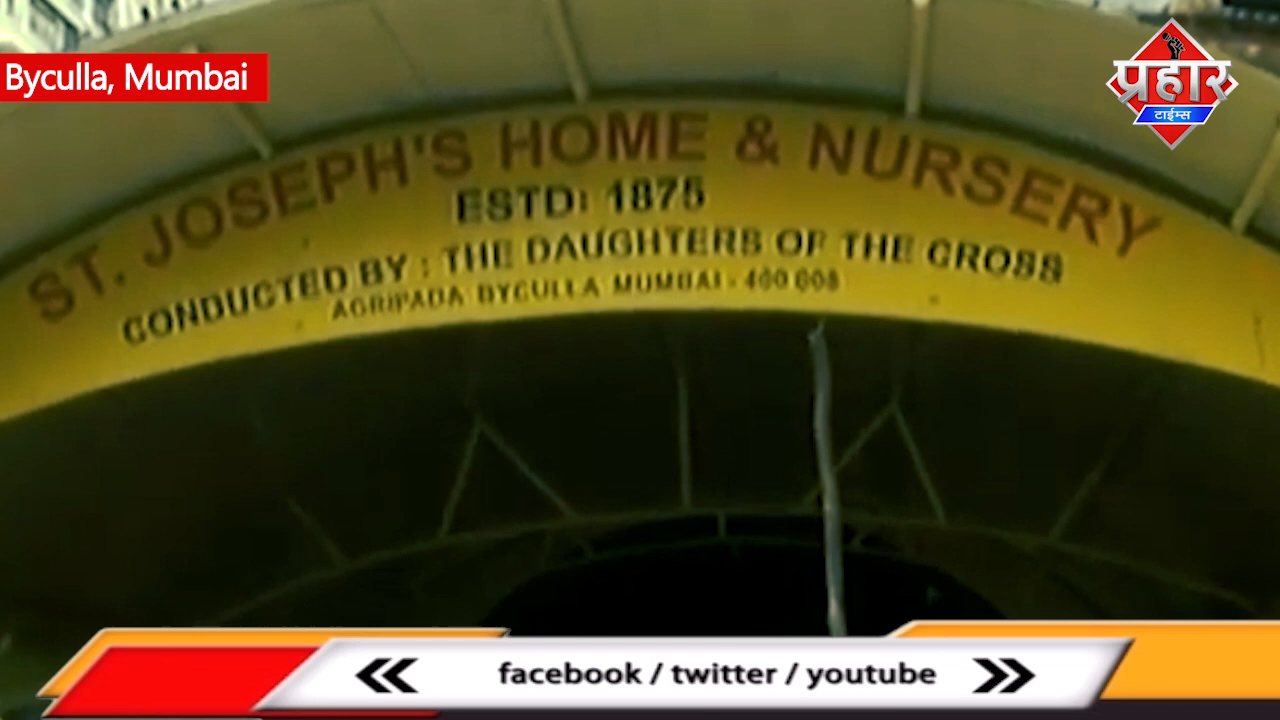 Byculla, Mumbai
प्रहार
टाईम्स
ST. JOSEPH'S HOME & NURSERY
ESTD: 1875
CONDUCTED BY : THE DAUGHTERS OF THE CROSS
AGRIPADA BYCULLA MUMBAI - 400 008
facebook / twitter / youtube